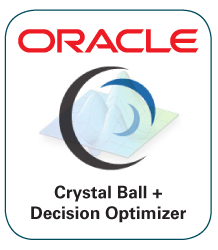 ORACLE
Crystal Ball +
Decision Optimizer